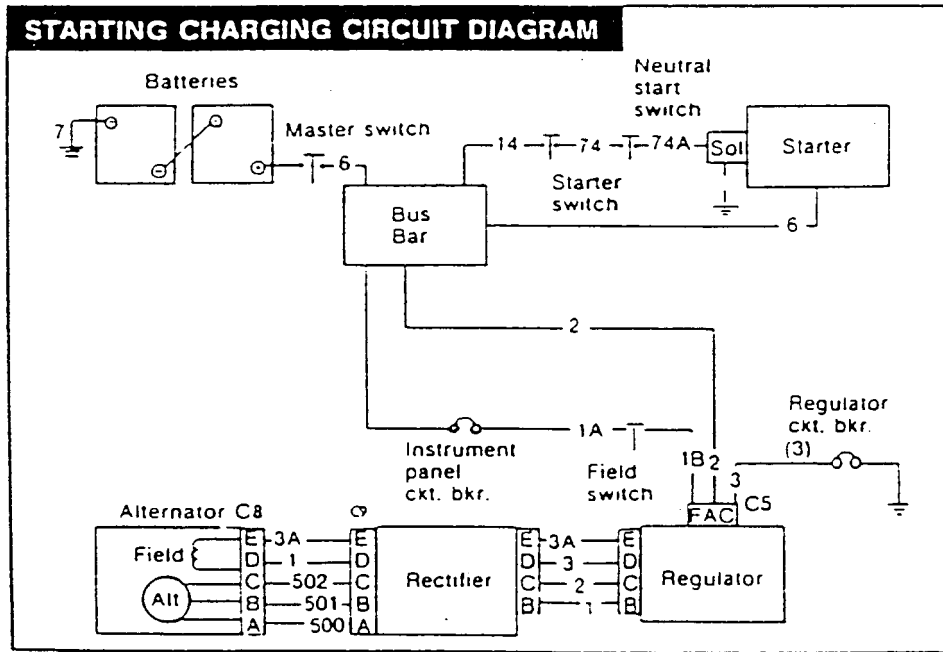 STARTING CHARGING CIRCUIT DIAGRAM
Batteries
7
Master switch
6
Neutral
start
switch
14
74
74A
Sol
Starter
Starter
switch
Bus
Bar
6
2
Regulator
ckt. bkr.
(3)
1A
Instrument
panel
ckt. bkr.
Field
switch
1B
2
3
F A C
C5
Alternator
C8
C9
Field
Alt
E
D
C
B
A
3A
1
502
501
500
E
D
C
B
A
Rectifier
E
D
C
B
3A
3
2
1
E
D
C
B
Regulator